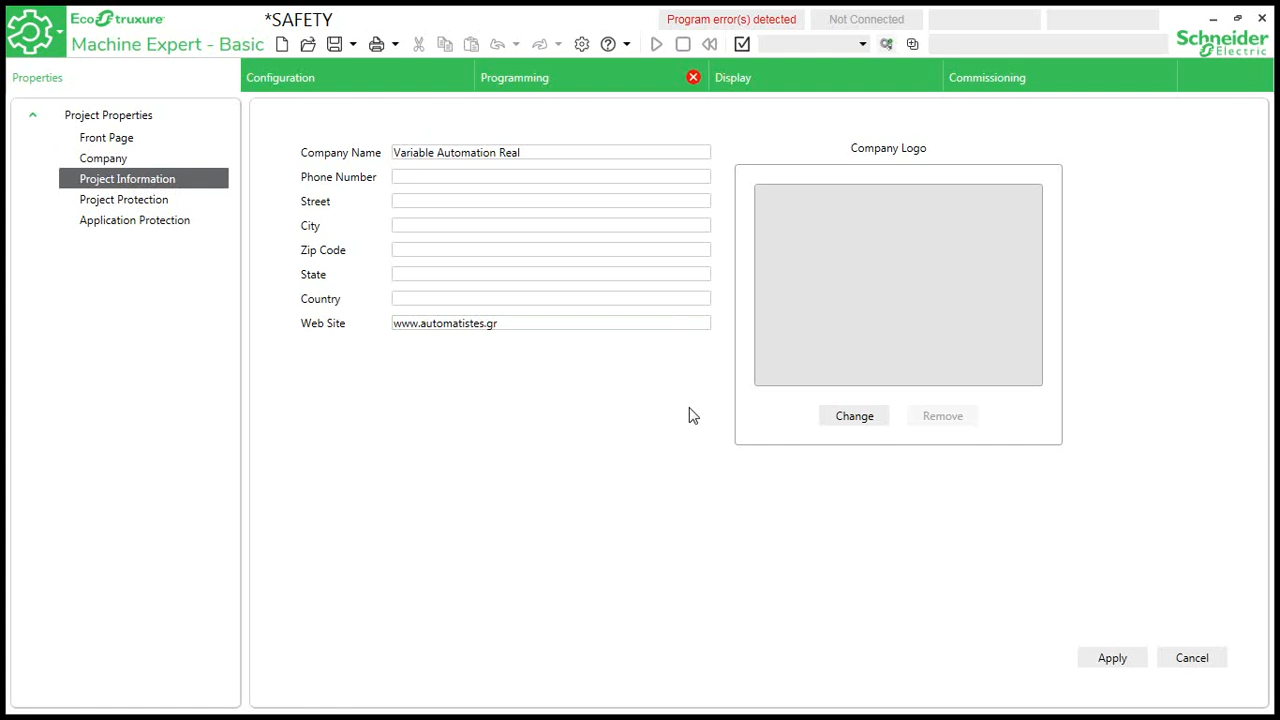 EcoStruxure
Machine Expert - Basic
*SAFETY
Program error(s) detected
Not Connected
Schneider
Electric
Properties
Configuration
Programming
Display
Commissioning
Project Properties
Front Page
Company
Project Information
Project Protection
Application Protection
Company Name
Variable Automation Real
Phone Number
Street
City
Zip Code
State
Country
Web Site
www.automatistes.gr
Company Logo
Change
Remove
Apply
Cancel